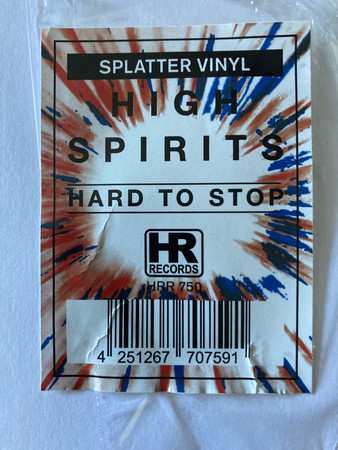 SPLATTER VINYL
HIGH
SPIRITS
HARD TO STOP
HR
RECORDS
HRR 750
4 251267 707591